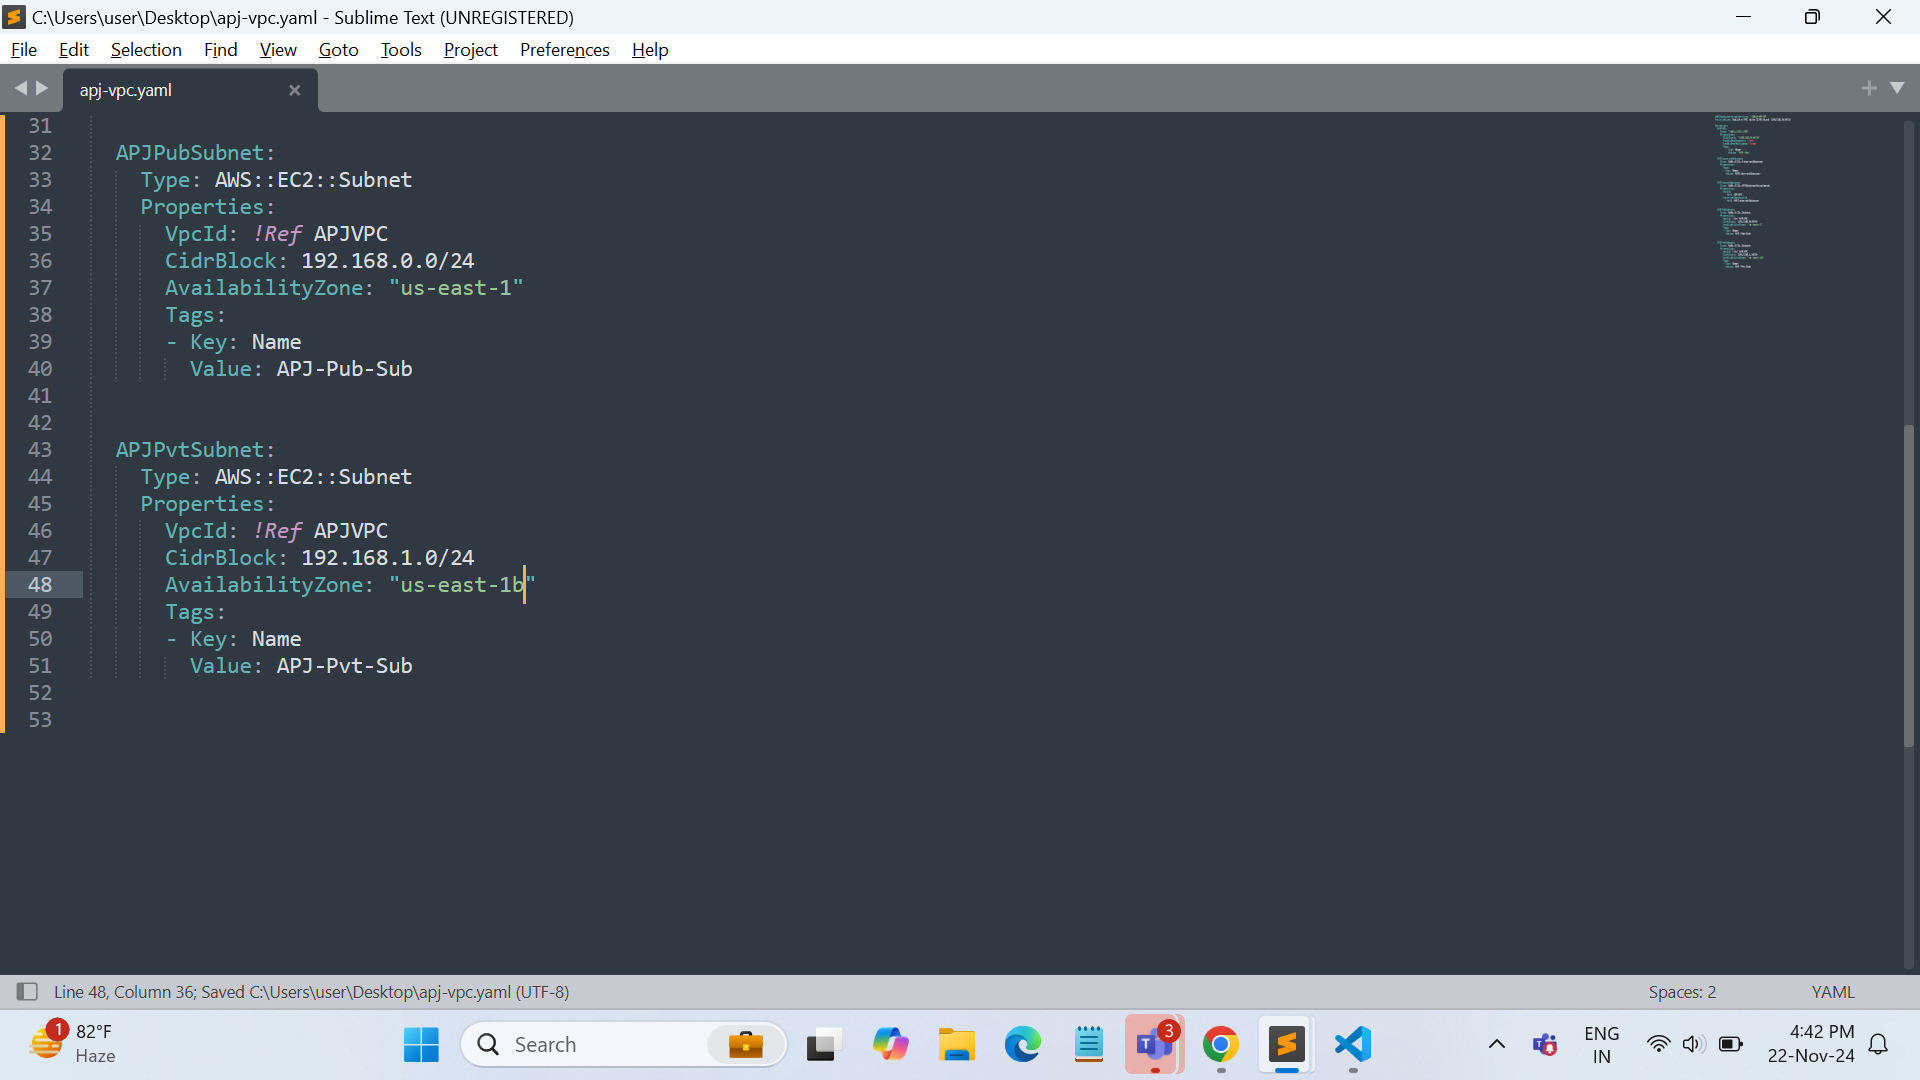 C:\Users\user\Desktop\apj-vpc.yaml - Sublime Text (UNREGISTERED)
File Edit Selection Find View Goto Tools Project Preferences Help
apj-vpc.yaml
31
32 APJPubSubnet:
33 Type: AWS::EC2::Subnet
34 Properties:
35 VpcId: !Ref APJVPC
36 CidrBlock: 192.168.0.0/24
37 AvailabilityZone: "us-east-1"
38 Tags:
39 - Key: Name
40 Value: APJ-Pub-Sub
41
42
43 APJPvtSubnet:
44 Type: AWS::EC2::Subnet
45 Properties:
46 VpcId: !Ref APJVPC
47 CidrBlock: 192.168.1.0/24
48 AvailabilityZone: "us-east-1b"
49 Tags:
50 - Key: Name
51 Value: APJ-Pvt-Sub
52
53
Line 48, Column 36; Saved C:\Users\user\Desktop\apj-vpc.yaml (UTF-8) Spaces: 2 YAML
1 82°F
Haze
Search
3
ENG
IN
4:42 PM
22-Nov-24